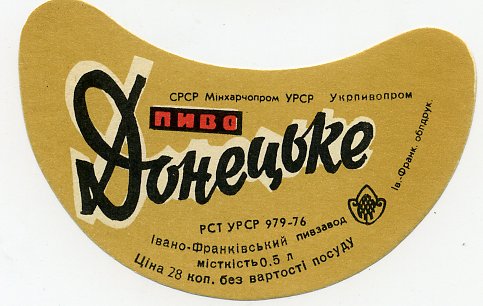 СРСР Мінхарчопром УРСР Укрпивопром
ПИВО
Донецьке
РСТ УРСР 979-76
Івано-Франківський пивзавод
місткість 0.5 л
Ціна 28 коп. без вартості посуду
Ів.-Франк. облдрук.